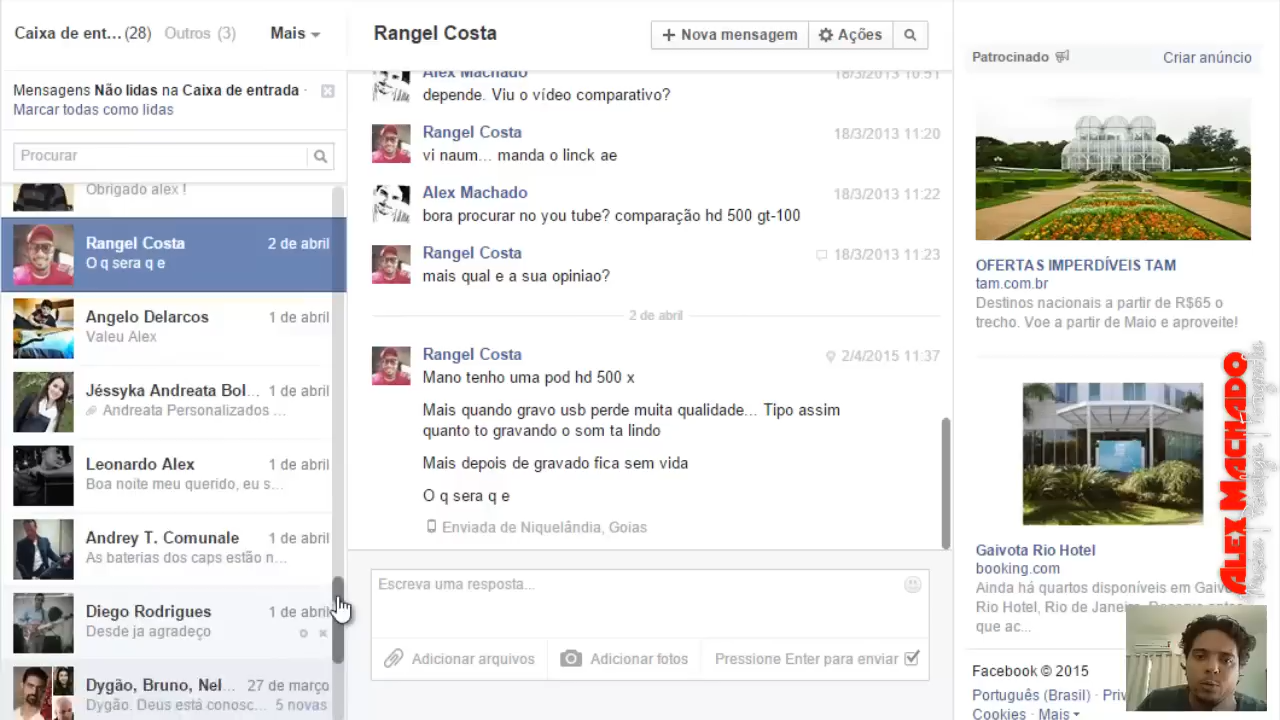 Caixa de ent... (28)
Outros (3)
Mais
Mensagens Não lidas na Caixa de entrada ·
Marcar todas como lidas
Procurar
Obrigado alex !
Rangel Costa 2 de abril
O q sera q e
Angelo Delarcos 1 de abril
Valeu Alex
Jéssyka Andreata Bol... 1 de abril
Andreata Personalizados ...
Leonardo Alex 1 de abril
Boa noite meu querido, eu s...
Andrey T. Comunale 1 de abril
As baterias dos caps estão n...
Diego Rodrigues 1 de abril
Desde ja agradeço
Dygão, Bruno, Nel... 27 de março
Dygão. Deus está conosc... 5 novas
Rangel Costa
+ Nova mensagem
Ações
Alex Machado 18/3/2013 10:51
depende. Viu o vídeo comparativo?
Rangel Costa 18/3/2013 11:20
vi naum... manda o linck ae
Alex Machado 18/3/2013 11:22
bora procurar no you tube? comparação hd 500 gt-100
Rangel Costa 18/3/2013 11:23
mais qual e a sua opiniao?
2 de abril
Rangel Costa 2/4/2015 11:37
Mano tenho uma pod hd 500 x
Mais quando gravo usb perde muita qualidade... Tipo assim
quanto to gravando o som ta lindo
Mais depois de gravado fica sem vida
O q sera q e
Enviada de Niquelândia, Goias
Escreva uma resposta...
Adicionar arquivos
Adicionar fotos
Pressione Enter para enviar
Patrocinado
Criar anúncio
OFERTAS IMPERDÍVEIS TAM
tam.com.br
Destinos nacionais a partir de R$65 o
trecho. Voe a partir de Maio e aproveite!
Gaivota Rio Hotel
booking.com
Ainda há quartos disponíveis em Gaiv
Rio Hotel, Rio de Janeiro.
que ac...
Facebook © 2015
Português (Brasil) · Priv
Cookies · Mais
Alex Machado